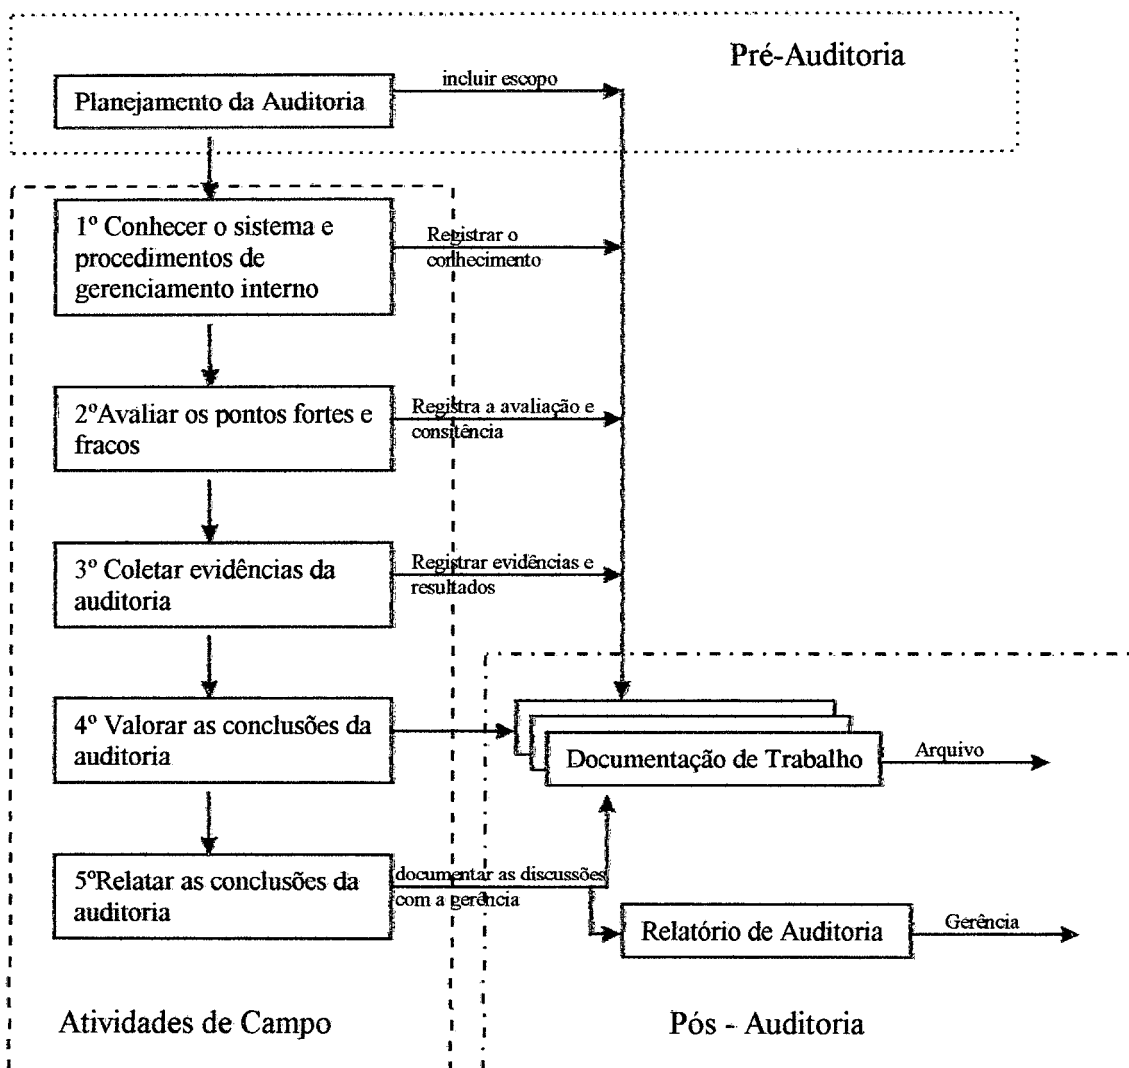 Pré-Auditoria
incluir escopo
Planejamento da Auditoria
1º Conhecer o sistema e
procedimentos de
gerenciamento interno
Registrar o
conhecimento
2ºAvaliar os pontos fortes e
fracos
Registra a avaliação e
consitência
3º Coletar evidências da
auditoria
Registrar evidências e
resultados
4º Valorar as conclusões da
auditoria
Documentação de Trabalho
Arquivo
5ºRelatar as conclusões da
auditoria
documentar as discussões
com a gerência
Relatório de Auditoria
Gerência
Atividades de Campo
Pós - Auditoria